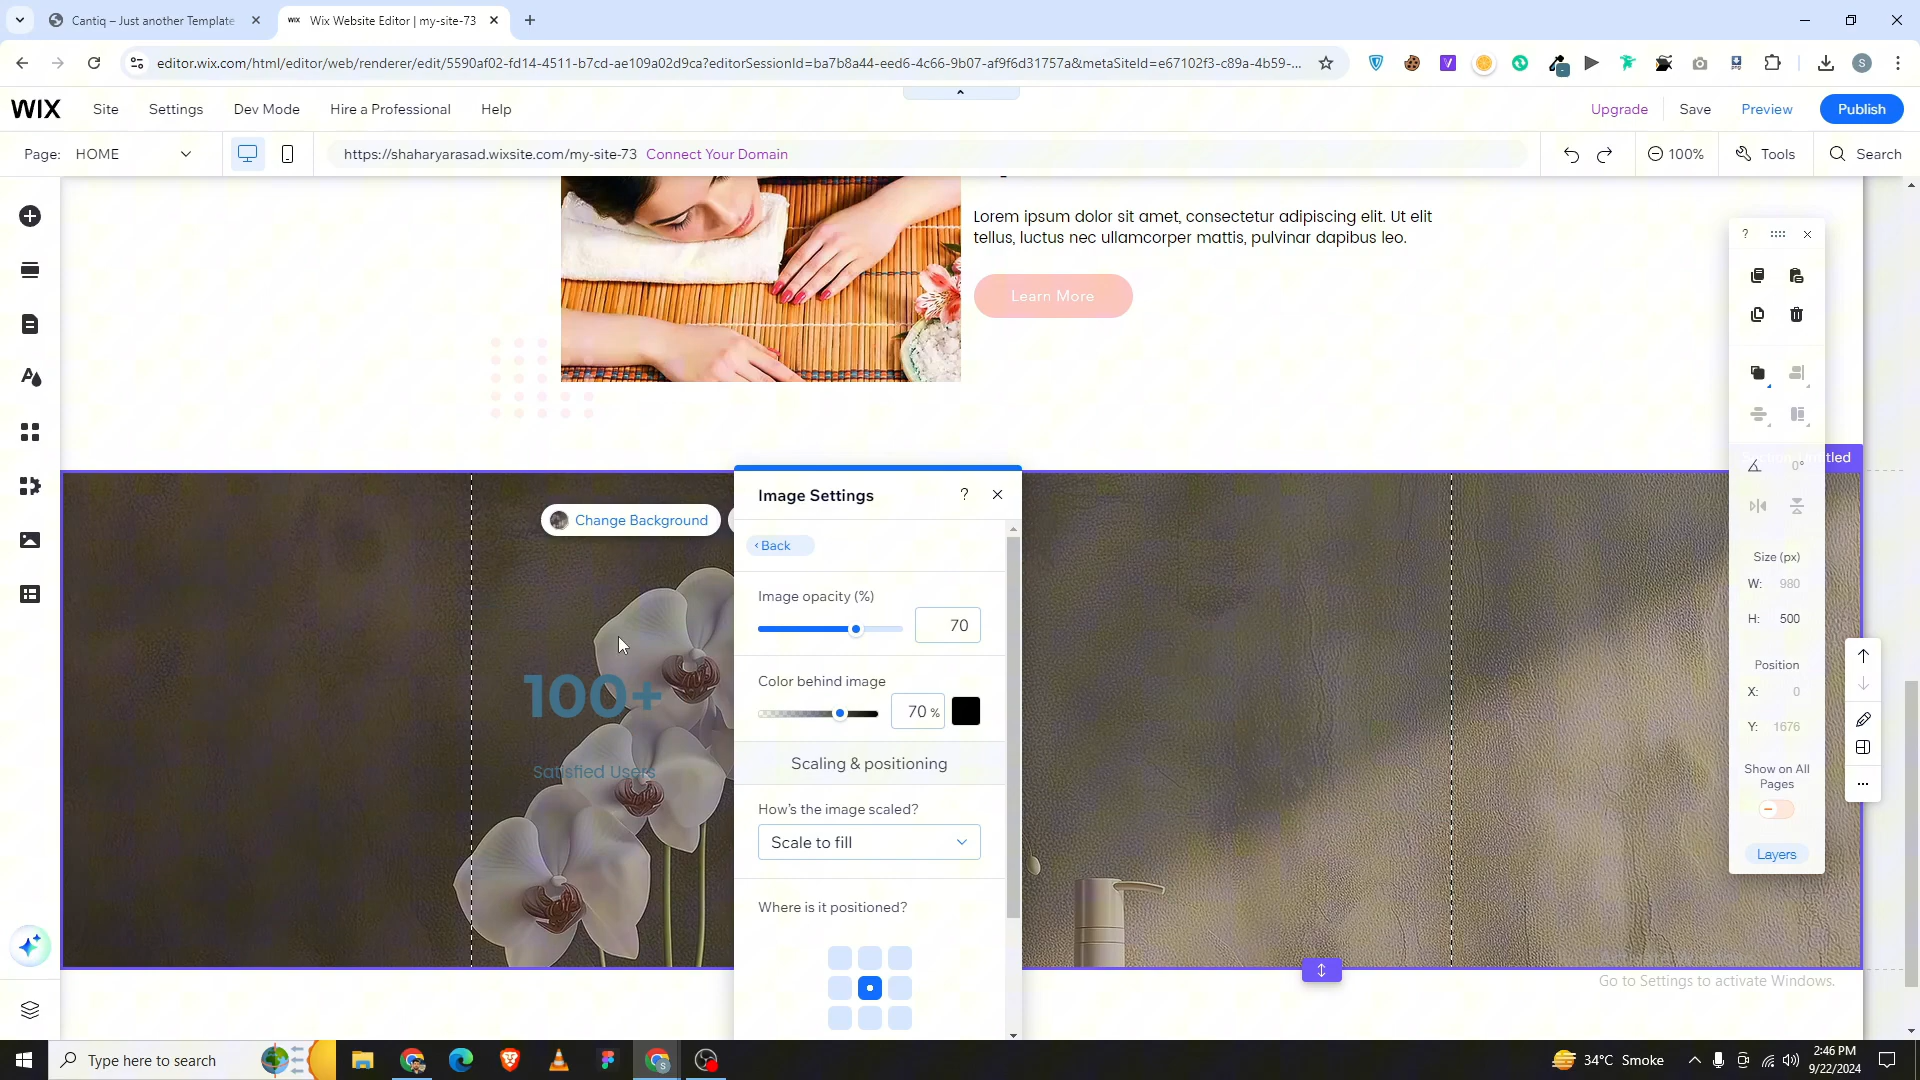 Cantiq – Just another Template
Wix Website Editor | my-site-73
editor.wix.com/html/editor/web/renderer/edit/5590af02-fd14-4511-b7cd-ae109a02d9ca?editorSessionId=ba7b8a44-eed6-4c66-9b07-af9f6d31757a&metaSiteId=e67102f3-c89a-4b59-...
WIX
Site
Settings
Dev Mode
Hire a Professional
Help
Upgrade
Save
Preview
Publish
Page: HOME
https://shaharyarasad.wixsite.com/my-site-73 Connect Your Domain
100%
Tools
Search
Lorem ipsum dolor sit amet, consectetur adipiscing elit. Ut elit
tellus, luctus nec ullamcorper mattis, pulvinar dapibus leo.
Learn More
Change Background
100+
Satisfied Users
Image Settings
?
‹ Back
Image opacity (%)
70
Color behind image
70 %
Scaling & positioning
How's the image scaled?
Scale to fill
Where is it positioned?
?
0°
Size (px)
W: 980
H: 500
Position
X: 0
Y: 1676
Show on All
Pages
Layers
Go to Settings to activate Windows.
Type here to search
34°C Smoke
2:46 PM
9/22/2024